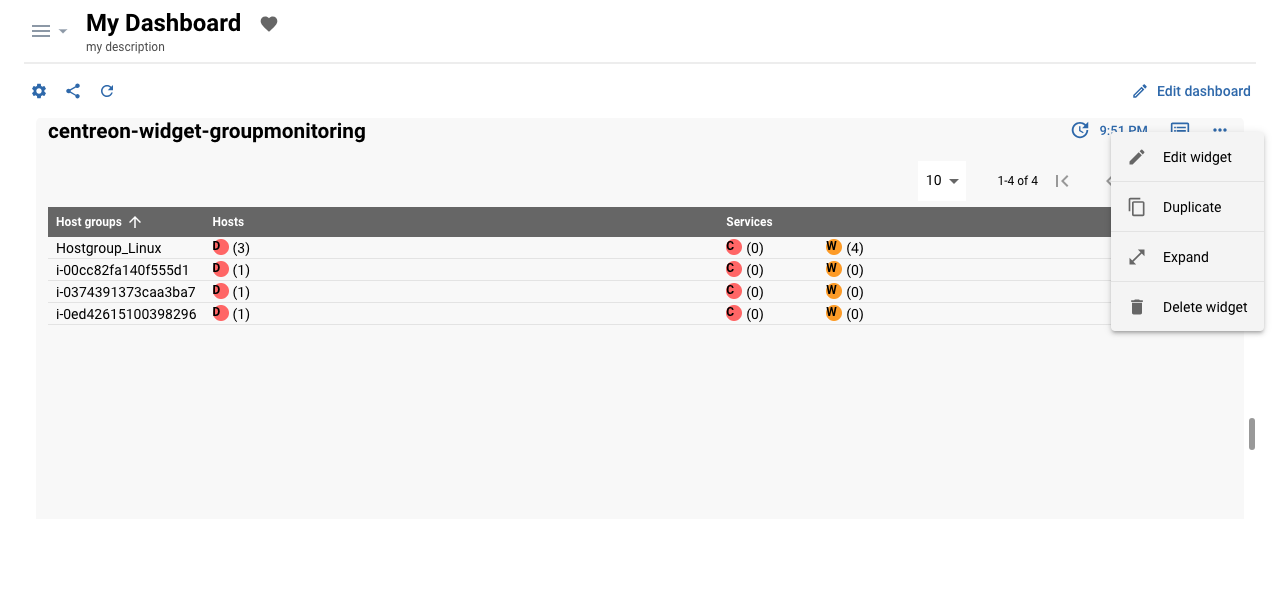 My Dashboard
my description
Edit dashboard
centreon-widget-groupmonitoring
9:51 PM
Edit widget
10
1-4 of 4
Duplicate
Host groups Hosts Services
Hostgroup_Linux D (3) C (0) W (4)
Expand
i-00cc82fa140f555d1 D (1) C (0) W (0)
i-0374391373caa3ba7 D (1) C (0) W (0)
Delete widget
i-0ed42615100398296 D (1) C (0) W (0)